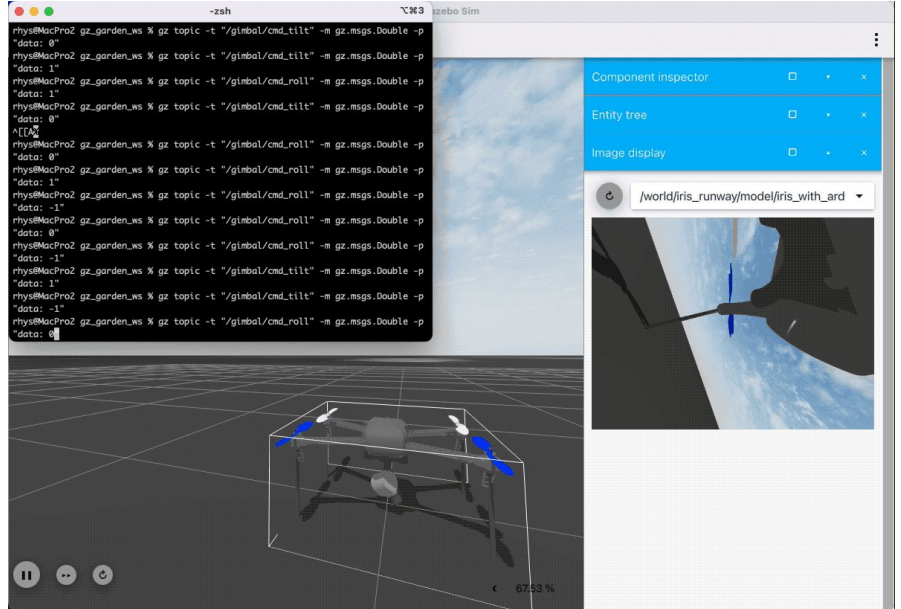 -zsh
⌥⌘3
azebo Sim
rhys@MacPro2 gz_garden_ws % gz topic -t "/gimbal/cmd_tilt" -m gz.msgs.Double -p
"data: 0"
rhys@MacPro2 gz_garden_ws % gz topic -t "/gimbal/cmd_tilt" -m gz.msgs.Double -p
"data: 1"
rhys@MacPro2 gz_garden_ws % gz topic -t "/gimbal/cmd_roll" -m gz.msgs.Double -p
"data: 1"
rhys@MacPro2 gz_garden_ws % gz topic -t "/gimbal/cmd_tilt" -m gz.msgs.Double -p
"data: 0"
^[[A%
rhys@MacPro2 gz_garden_ws % gz topic -t "/gimbal/cmd_roll" -m gz.msgs.Double -p
"data: 0"
rhys@MacPro2 gz_garden_ws % gz topic -t "/gimbal/cmd_roll" -m gz.msgs.Double -p
"data: 1"
rhys@MacPro2 gz_garden_ws % gz topic -t "/gimbal/cmd_roll" -m gz.msgs.Double -p
"data: -1"
rhys@MacPro2 gz_garden_ws % gz topic -t "/gimbal/cmd_roll" -m gz.msgs.Double -p
"data: 0"
rhys@MacPro2 gz_garden_ws % gz topic -t "/gimbal/cmd_roll" -m gz.msgs.Double -p
"data: -1"
rhys@MacPro2 gz_garden_ws % gz topic -t "/gimbal/cmd_tilt" -m gz.msgs.Double -p
"data: 1"
rhys@MacPro2 gz_garden_ws % gz topic -t "/gimbal/cmd_tilt" -m gz.msgs.Double -p
"data: -1"
rhys@MacPro2 gz_garden_ws % gz topic -t "/gimbal/cmd_roll" -m gz.msgs.Double -p
"data: 0"
Component inspector
Entity tree
Image display
/world/iris_runway/model/iris_with_ard
67.53 %